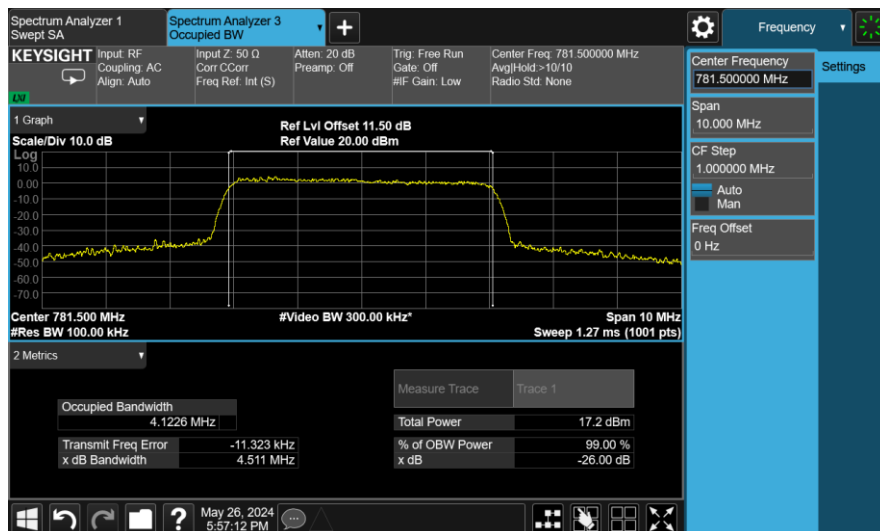 Spectrum Analyzer 1
Swept SA
Spectrum Analyzer 3
Occupied BW
Frequency
KEYSIGHT
Input: RF
Coupling: AC
Align: Auto
Input Z: 50 Ω
Corr CCorr
Freq Ref: Int (S)
Atten: 20 dB
Preamp: Off
Trig: Free Run
Gate: Off
#IF Gain: Low
Center Freq: 781.500000 MHz
Avg|Hold:>10/10
Radio Std: None
LXI
Center Frequency
781.500000 MHz
Settings
Span
10.000 MHz
CF Step
1.000000 MHz
Auto
Man
Freq Offset
0 Hz
1 Graph
Scale/Div 10.0 dB
Ref Lvl Offset 11.50 dB
Ref Value 20.00 dBm
Log
10.0
0.00
-10.0
-20.0
-30.0
-40.0
-50.0
-60.0
-70.0
Center 781.500 MHz
#Res BW 100.00 kHz
#Video BW 300.00 kHz*
Span 10 MHz
Sweep 1.27 ms (1001 pts)
2 Metrics
Measure Trace
Trace 1
Occupied Bandwidth
4.1226 MHz
Total Power
17.2 dBm
Transmit Freq Error
-11.323 kHz
% of OBW Power
99.00 %
x dB Bandwidth
4.511 MHz
x dB
-26.00 dB
May 26, 2024
5:57:12 PM